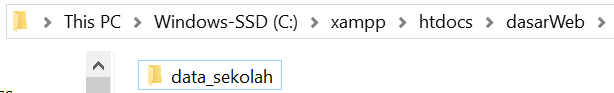 This PC > Windows-SSD (C:) > xampp > htdocs > dasarWeb >
data_sekolah